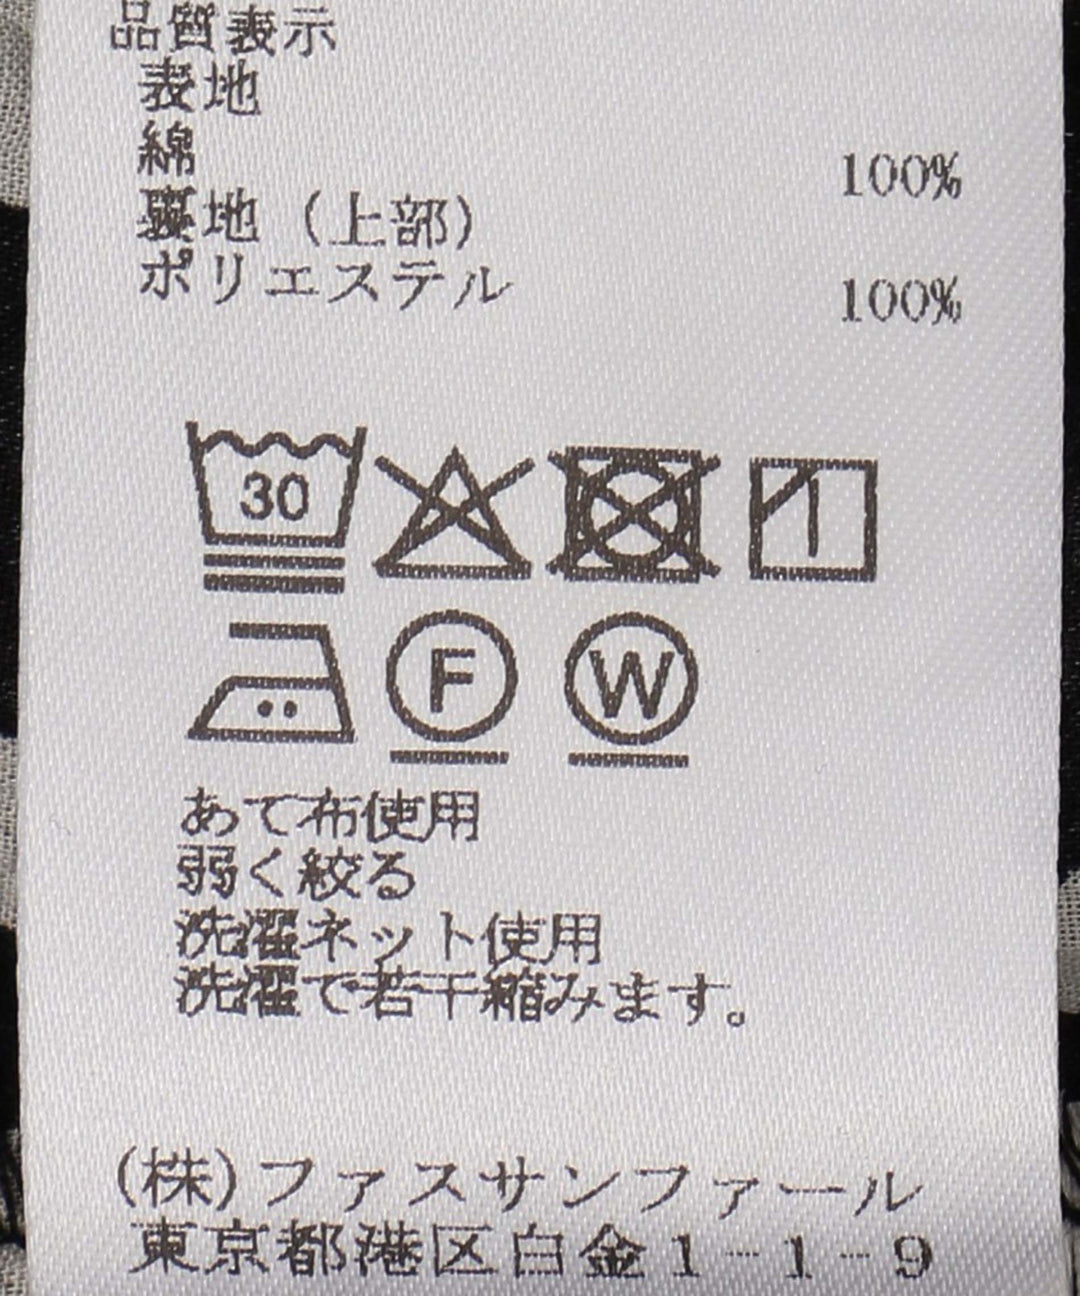 品質表示
表地
綿 100%
裏地 (上部)
ポリエステル 100%
30
F W
あて布使用
弱く絞る
洗濯ネット使用
洗濯で若干縮みます。
(株)ファスサンファール
東京都港区白金1-1-9